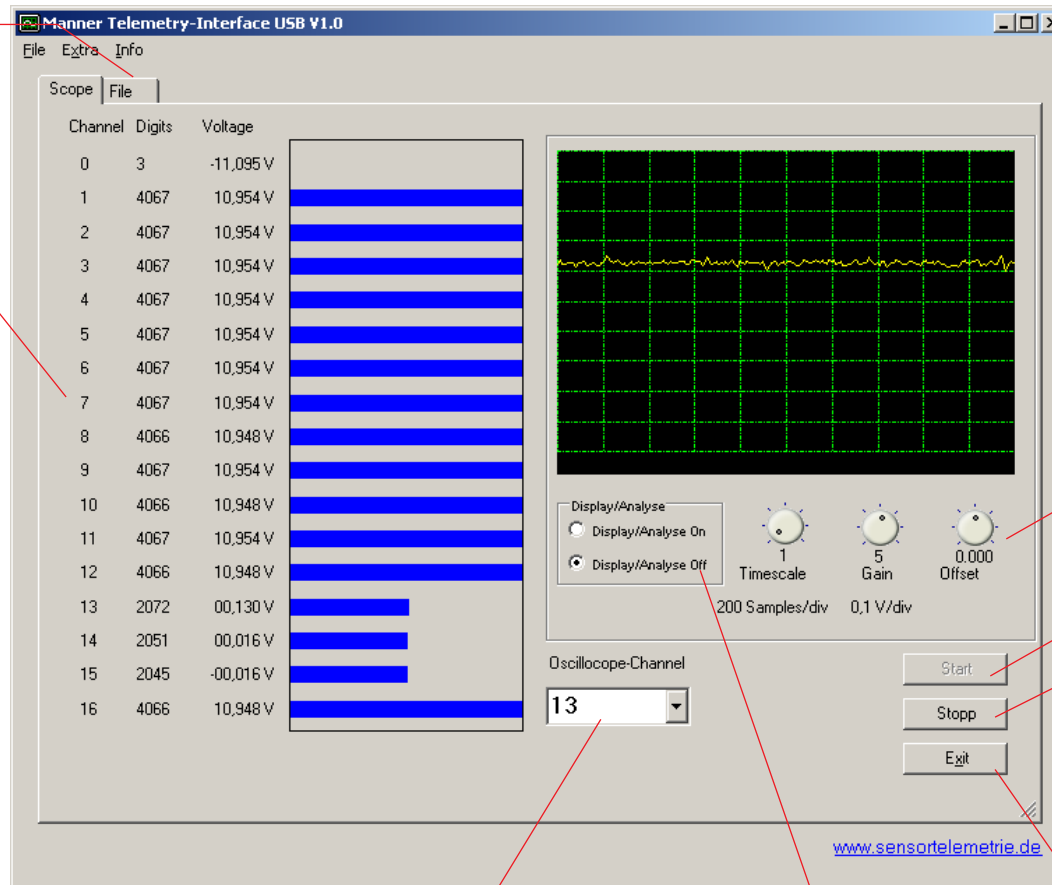 Manner Telemetry-Interface USB V1.0
File Extra Info
Scope File
Channel Digits Voltage
0 3 -11,095 V
1 4067 10,954 V
2 4067 10,954 V
3 4067 10,954 V
4 4067 10,954 V
5 4067 10,954 V
6 4067 10,954 V
7 4067 10,954 V
8 4066 10,948 V
9 4067 10,954 V
10 4066 10,948 V
11 4067 10,954 V
12 4066 10,948 V
13 2072 00,130 V
14 2051 00,016 V
15 2045 -00,016 V
16 4066 10,948 V
Display/Analyse
Display/Analyse On
Display/Analyse Off
1 5 0.000
Timescale Gain Offset
200 Samples/div 0,1 V/div
Oscillocope-Channel
13
Start
Stopp
Exit
www.sensortelemetrie.de